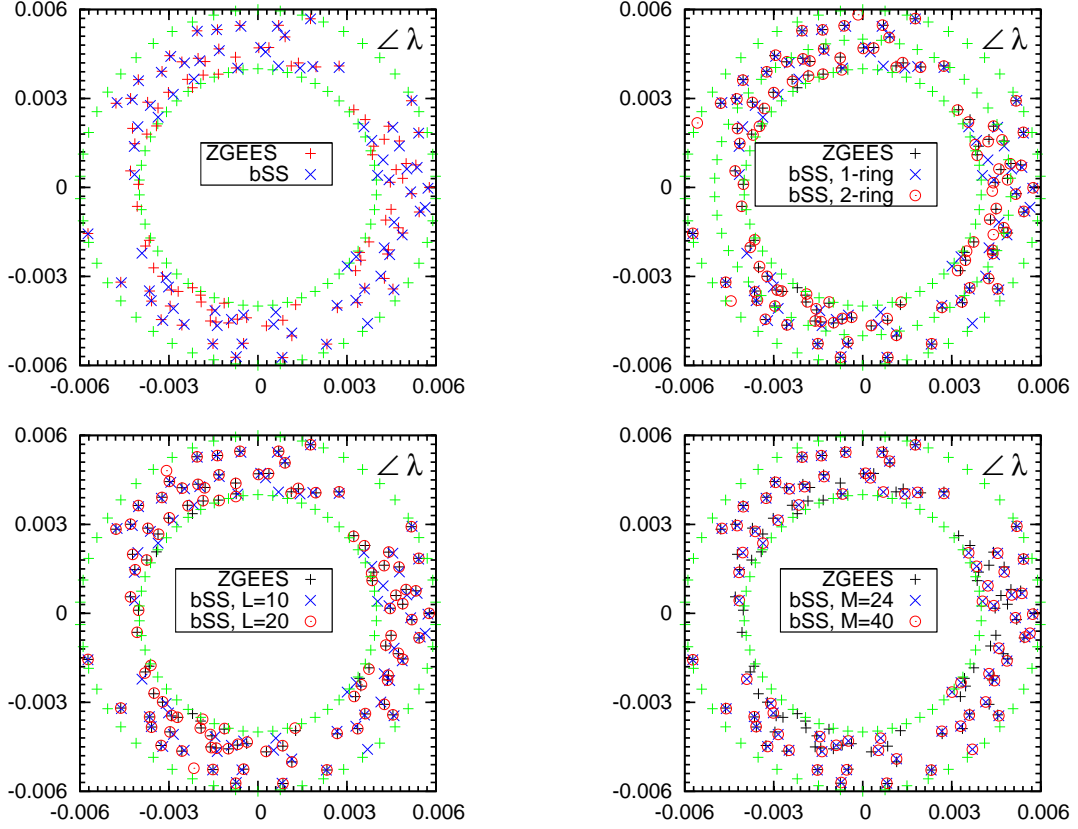 0.006
0.003
0
-0.003
-0.006
-0.006 -0.003 0 0.003 0.006
∠ λ
ZGEES
bSS
0.006
0.003
0
-0.003
-0.006
-0.006 -0.003 0 0.003 0.006
∠ λ
ZGEES
bSS, 1-ring
bSS, 2-ring
0.006
0.003
0
-0.003
-0.006
-0.006 -0.003 0 0.003 0.006
∠ λ
ZGEES
bSS, L=10
bSS, L=20
0.006
0.003
0
-0.003
-0.006
-0.006 -0.003 0 0.003 0.006
∠ λ
ZGEES
bSS, M=24
bSS, M=40